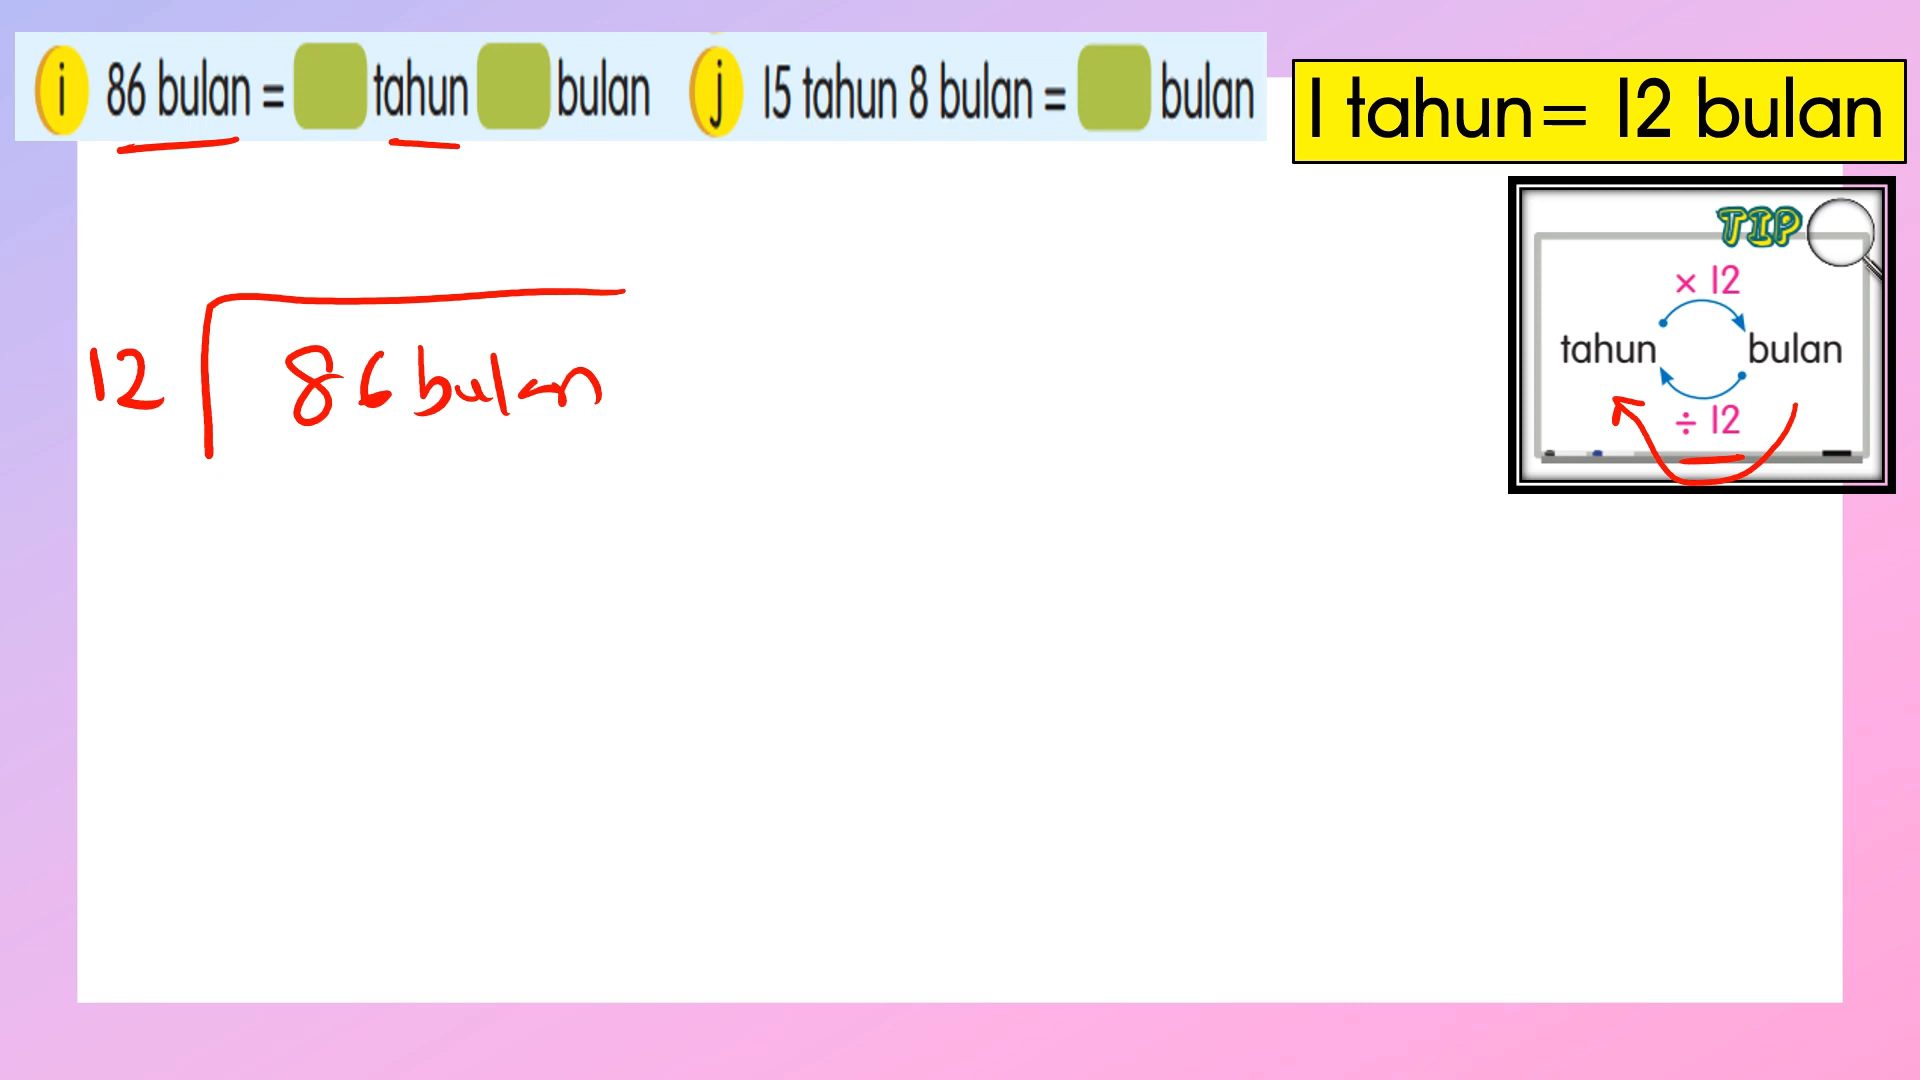 i 86 bulan = tahun bulan
j 15 tahun 8 bulan = bulan
1 tahun= 12 bulan
TIP
× 12
tahun bulan
÷ 12
12 86 bulan